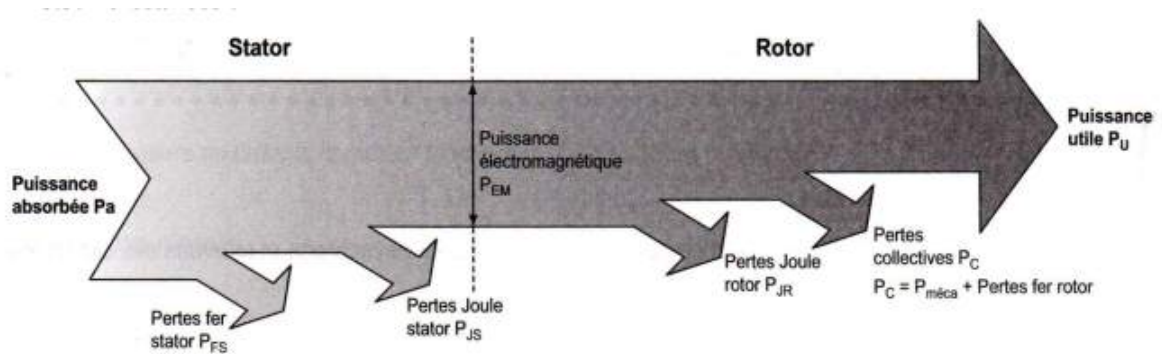 Stator
Rotor
Puissance
absorbée Pa
Puissance
électromagnétique
P_EM
Puissance
utile P_U
Pertes fer
stator P_FS
Pertes Joule
stator P_JS
Pertes Joule
rotor P_JR
Pertes
collectives P_C
P_C = P_méca + Pertes fer rotor